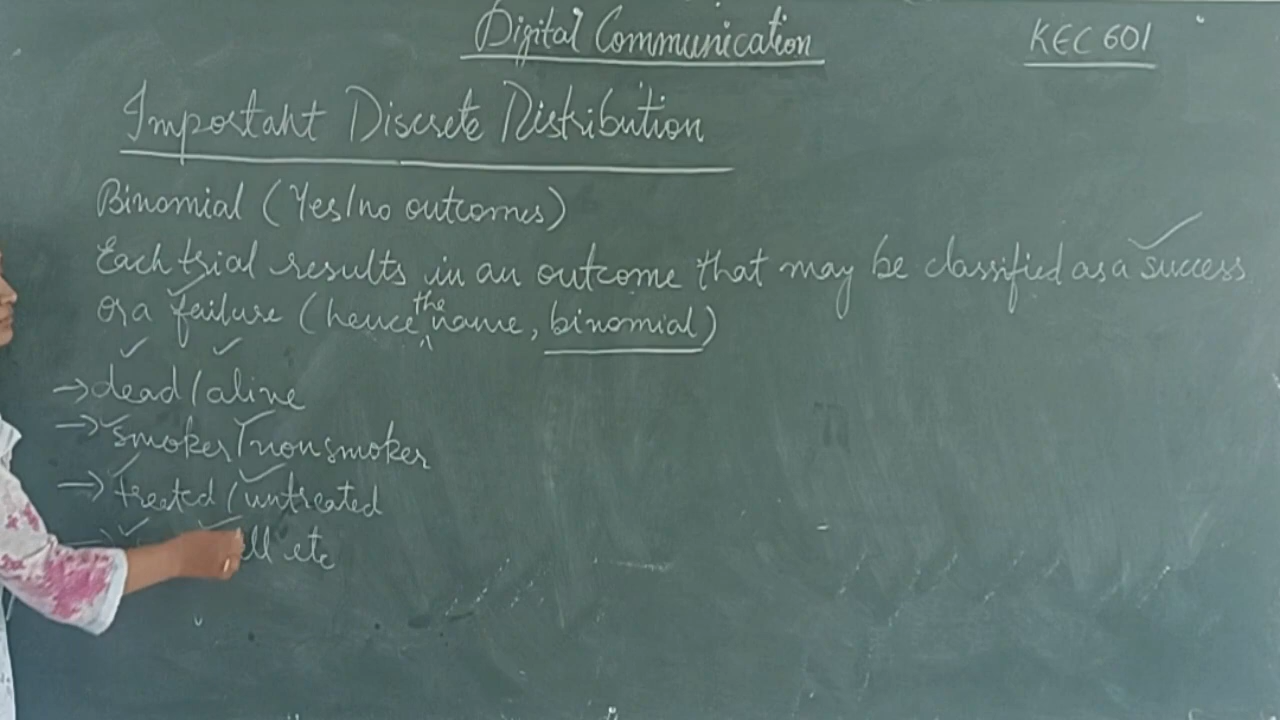 Digital Communication
KEC 601
Important Discrete Distribution
Binomial (Yes/no outcomes)
Each trial results in an outcome that may be classified as a success
or a failure (hence the name, binomial)
→ dead/alive
→ smoker/nonsmoker
→ treated/untreated
etc